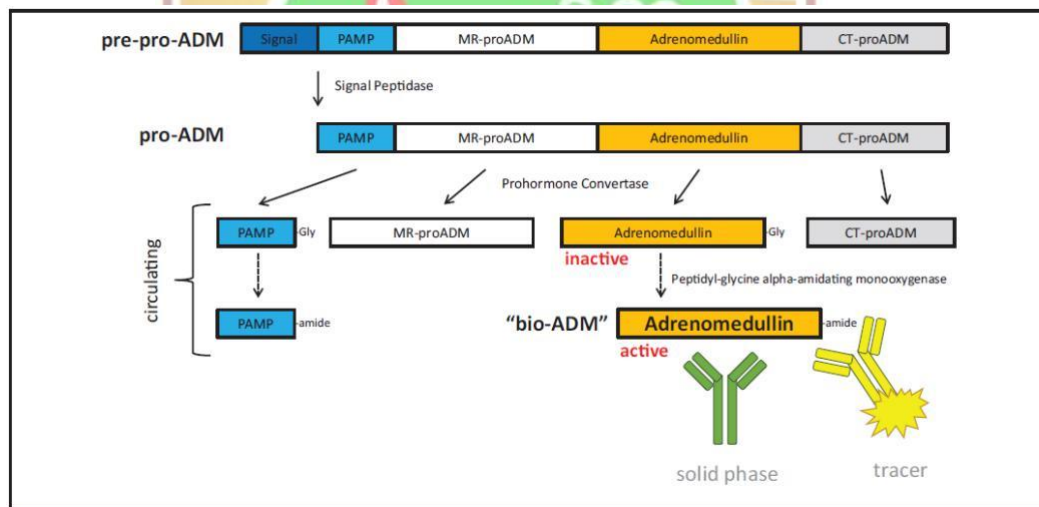 pre-pro-ADM Signal PAMP MR-proADM Adrenomedullin CT-proADM
Signal Peptidase
pro-ADM PAMP MR-proADM Adrenomedullin CT-proADM
Prohormone Convertase
circulating
PAMP -Gly MR-proADM Adrenomedullin -Gly CT-proADM
inactive
Peptidyl-glycine alpha-amidating monooxygenase
PAMP -amide "bio-ADM" Adrenomedullin -amide
active
solid phase tracer